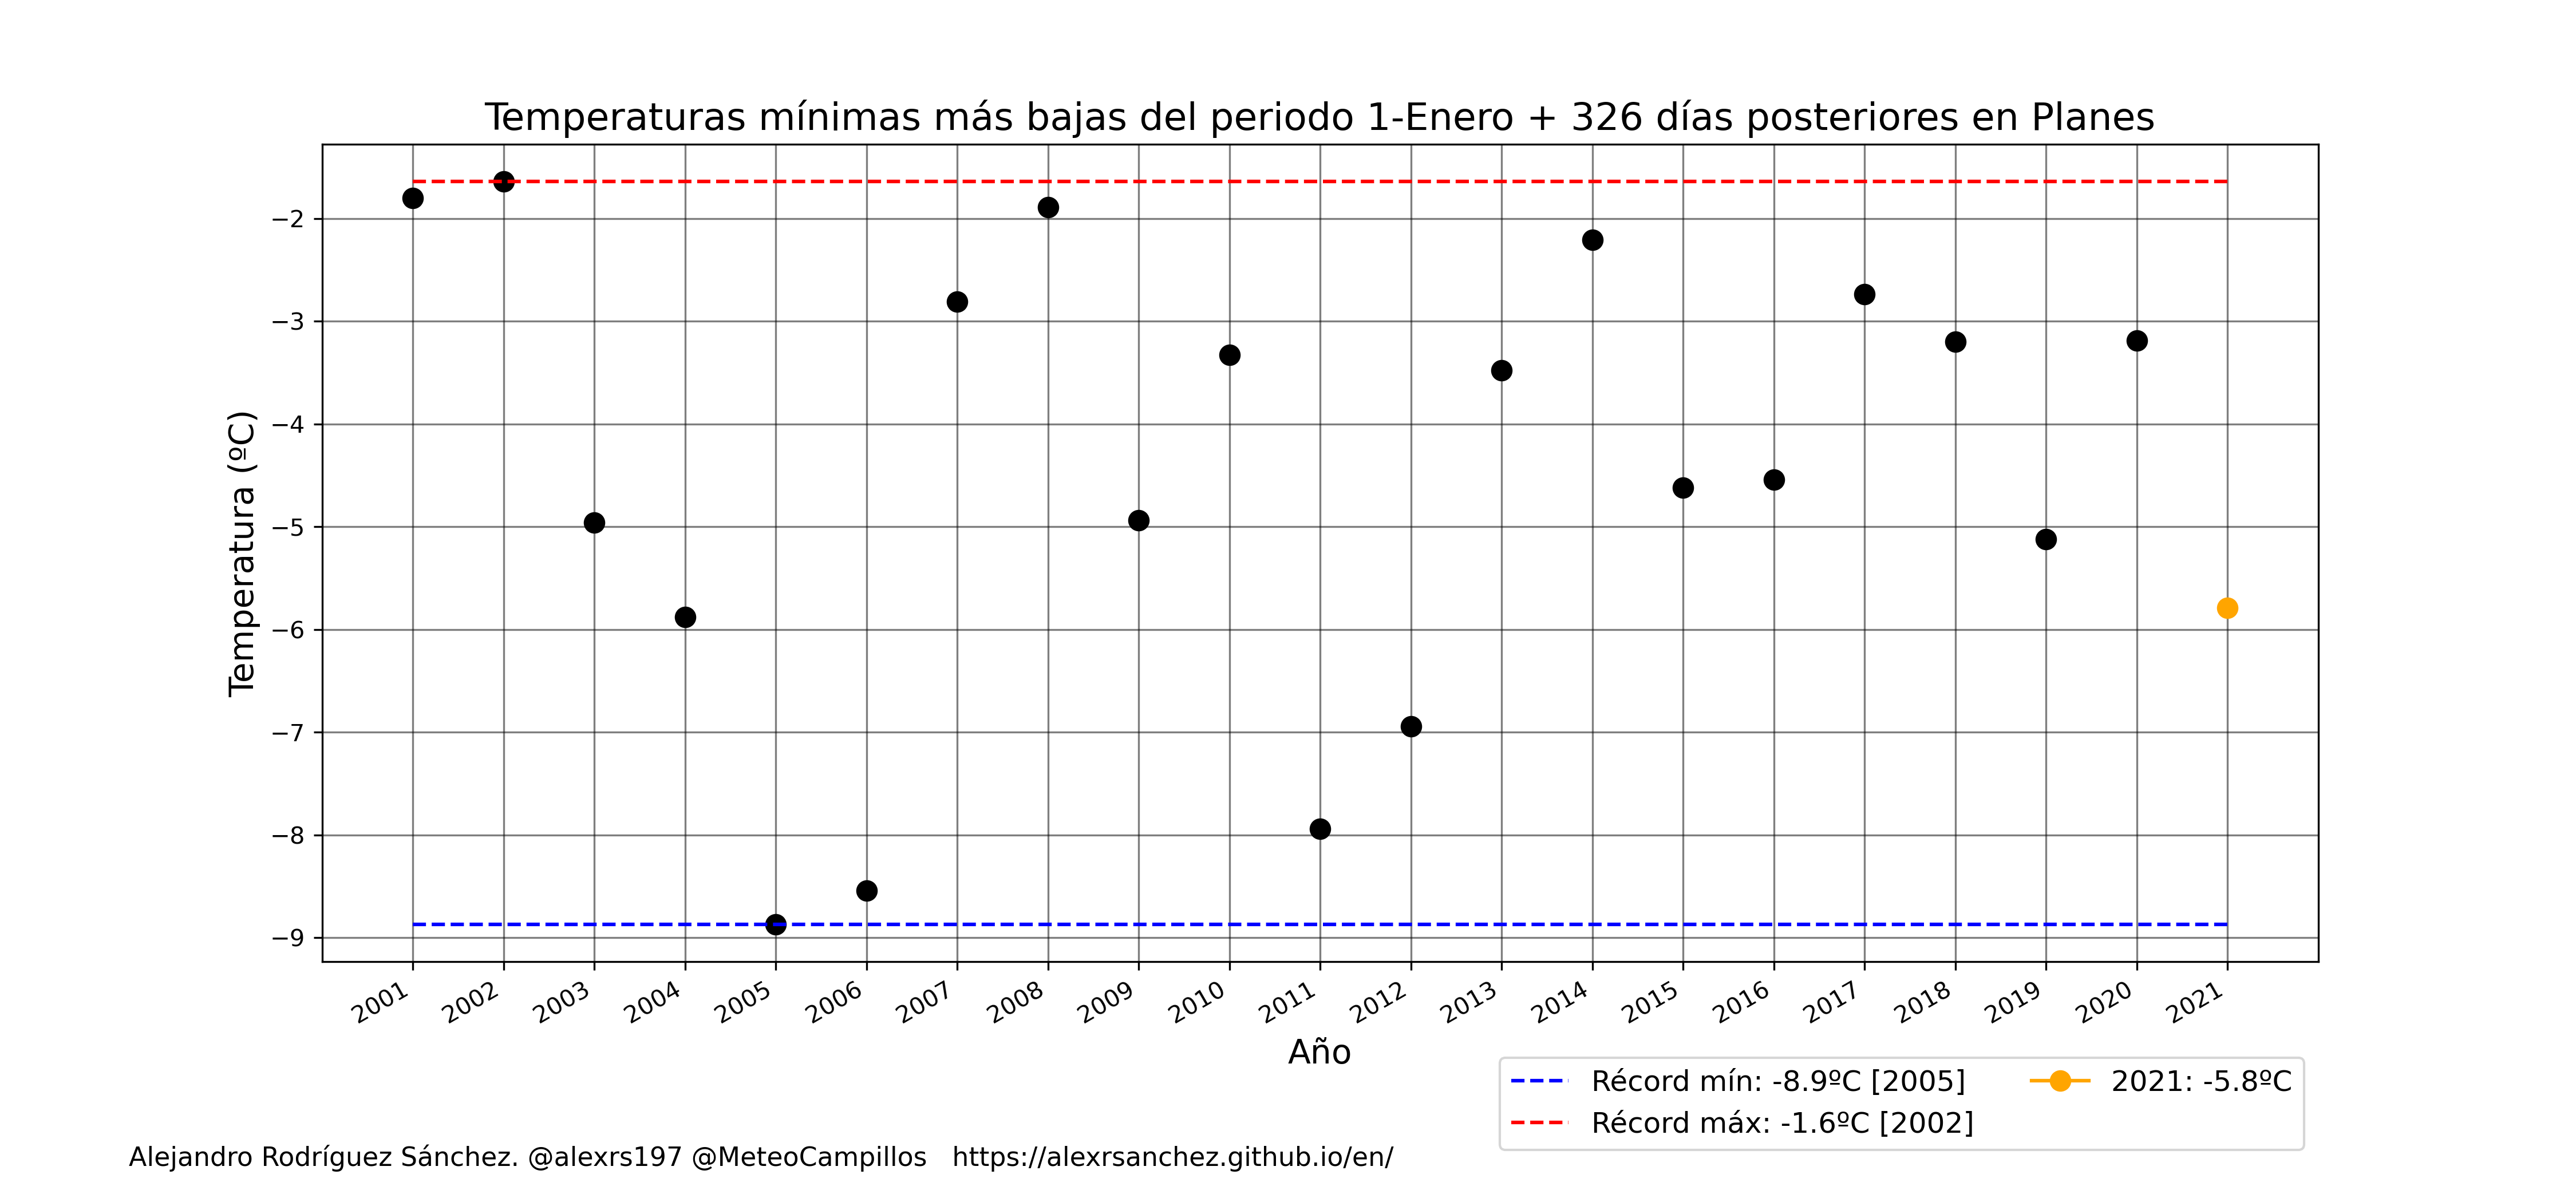 Temperaturas mínimas más bajas del periodo 1-Enero + 326 días posteriores en Planes
Temperatura (ºC)
−2
−3
−4
−5
−6
−7
−8
−9
2001 2002 2003 2004 2005 2006 2007 2008 2009 2010 2011 2012 2013 2014 2015 2016 2017 2018 2019 2020 2021
Año
Récord mín: -8.9ºC [2005]
Récord máx: -1.6ºC [2002]
2021: -5.8ºC
Alejandro Rodríguez Sánchez. @alexrs197 @MeteoCampillos   https://alexrsanchez.github.io/en/